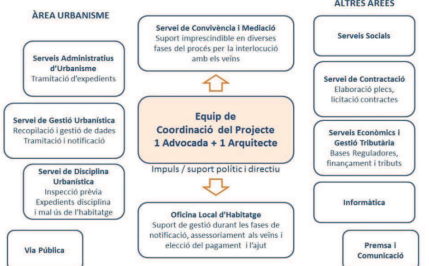 ÀREA URBANISME
Serveis Administratius
d'Urbanisme
Tramitació d'expedients
Servei de Gestió Urbanística
Recopilació i gestió de dades
Tramitació i notificació
Servei de Disciplina
Urbanística
Inspecció prèvia
Expedients disciplina
i mal ús de l'habitatge
Via Pública
Servei de Convivència i Mediació
Suport imprescindible en diverses
fases del procés per la interlocució
amb els veïns
Equip de
Coordinació del Projecte
1 Advocada + 1 Arquitecte
Impuls / suport polític i directiu
Oficina Local d'Habitatge
Suport de gestió durant les fases de
notificació, assessoriament als veïns i
elecció del pagament i l'ajut
ALTRES ÀREES
Serveis Socials
Servei de Contractació
Elaboració plecs,
licitació contractes
Serveis Econòmics i
Gestió Tributària
Bases Reguladores,
finançament i tributs
Informàtica
Premsa i
Comunicació